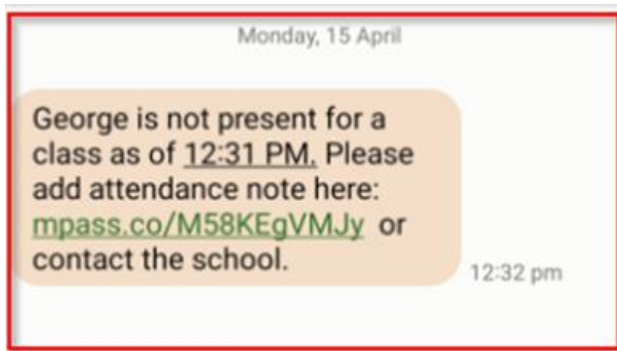 Monday, 15 April
George is not present for a
class as of 12:31 PM. Please
add attendance note here:
mpass.co/M58KEgVMJy or
contact the school.
12:32 pm